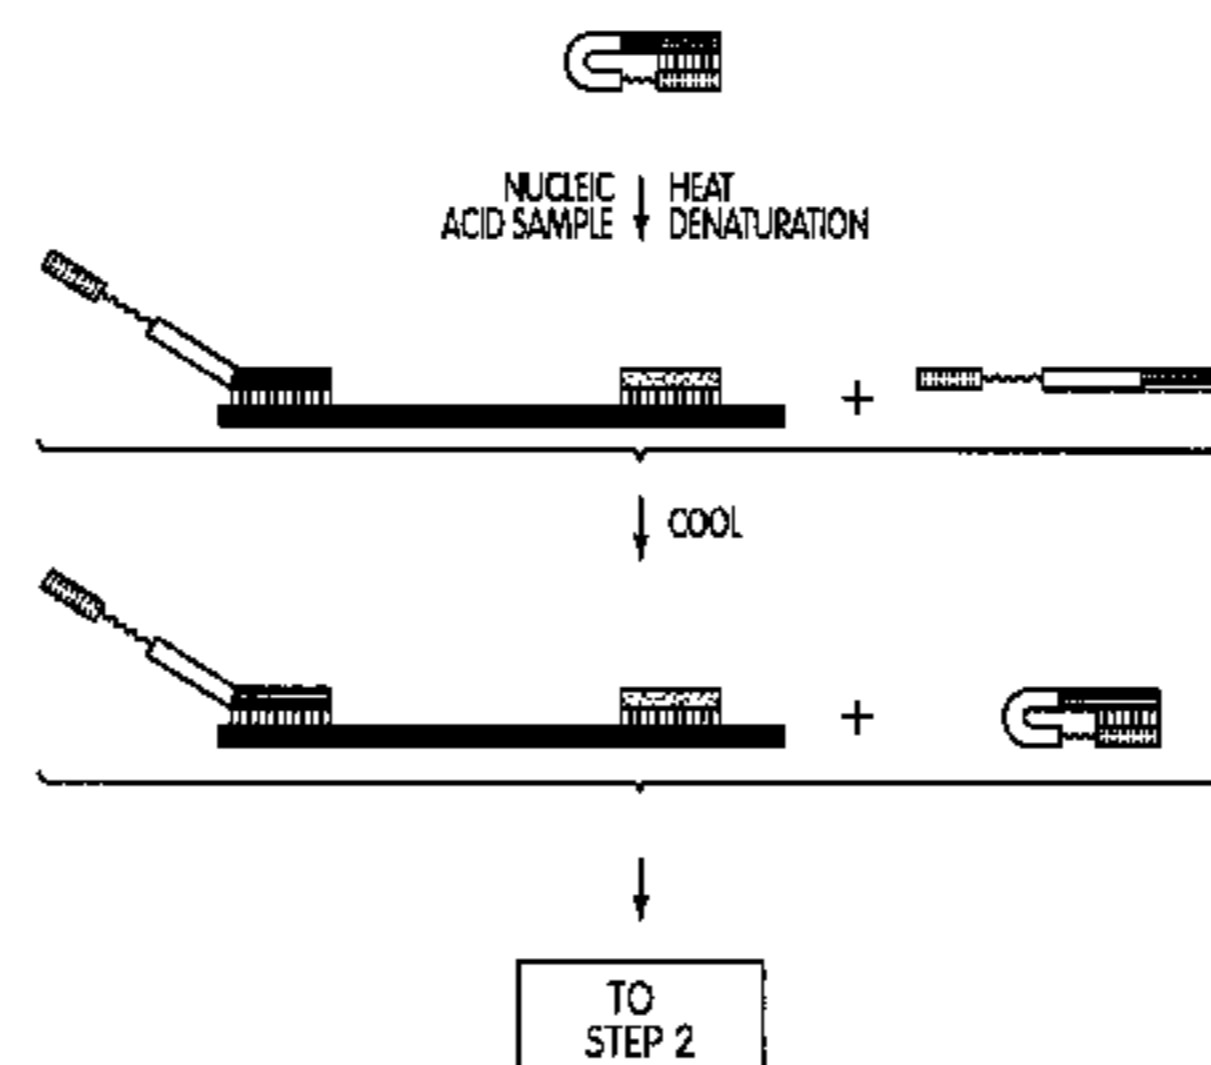 NUCLEIC HEAT
ACID SAMPLE DENATURATION
+
COOL
+
TO
STEP 2